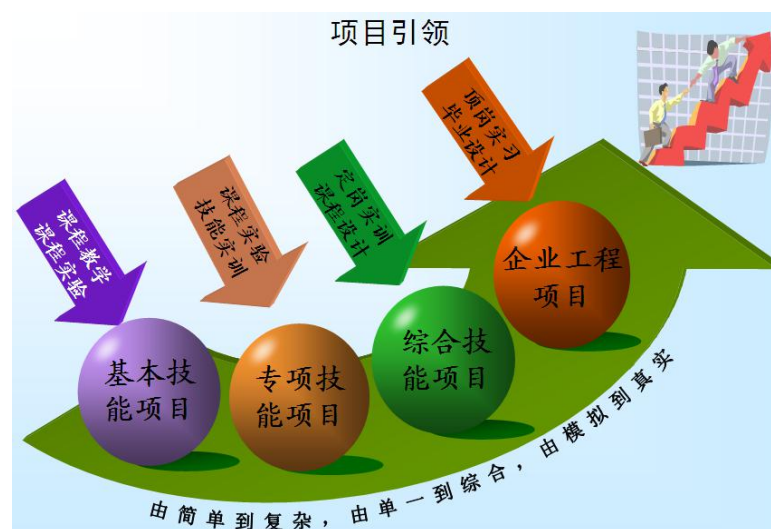 项目引领
课程教学
课程实验
课程实验
技能实训
定岗实训
课程设计
顶岗实习
毕业设计
基本技
能项目
专项技
能项目
综合技
能项目
企业工程
项目
由简单到复杂，由单一到综合，由模拟到真实